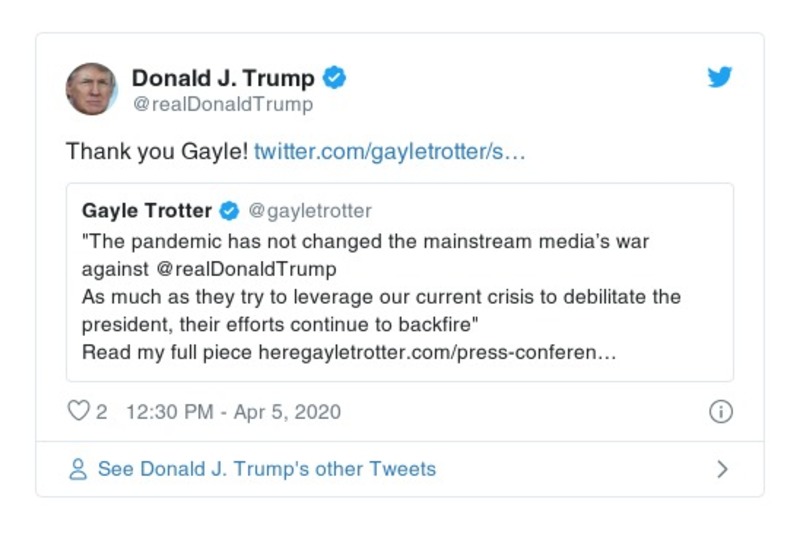 Donald J. Trump
@realDonaldTrump
Thank you Gayle! twitter.com/gayletrotter/s…
Gayle Trotter @gayletrotter
"The pandemic has not changed the mainstream media's war
against @realDonaldTrump
As much as they try to leverage our current crisis to debilitate the
president, their efforts continue to backfire"
Read my full piece heregayletrotter.com/press-conferen…
2 12:30 PM - Apr 5, 2020
See Donald J. Trump's other Tweets